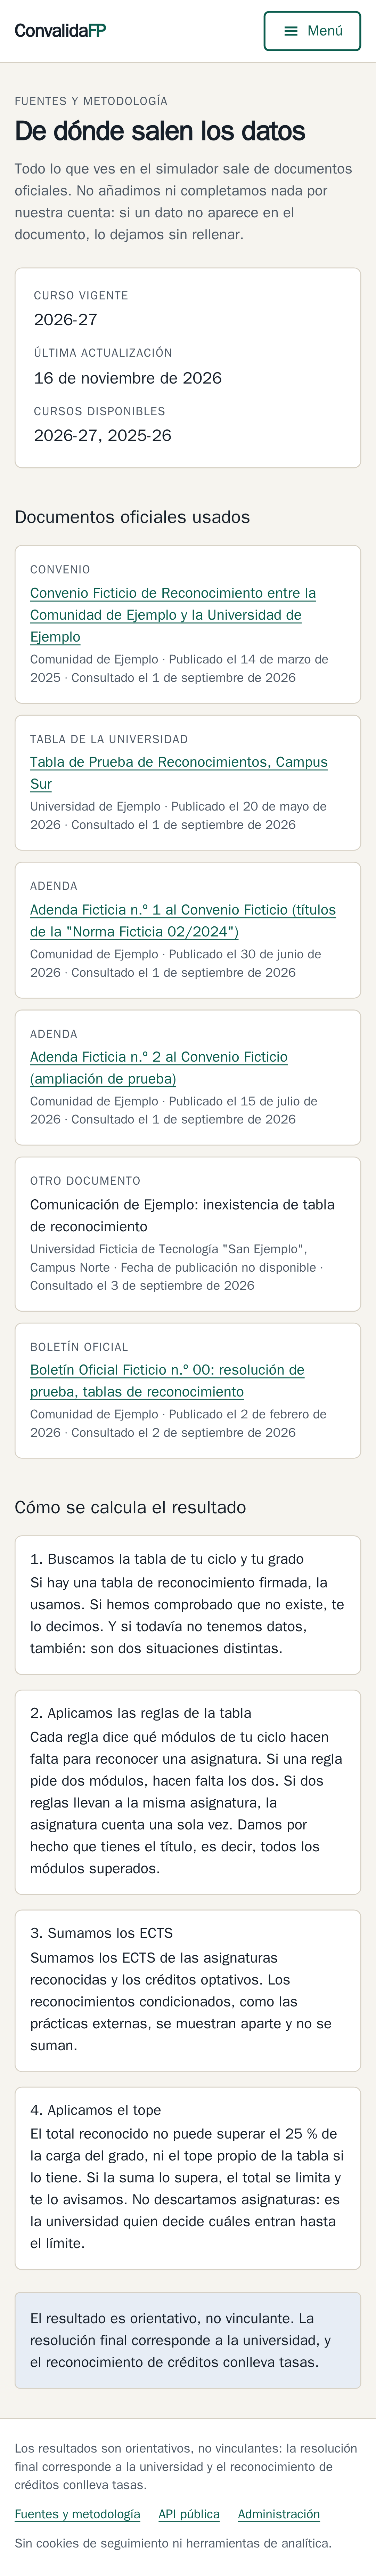 ConvalidaFP
Menú
FUENTES Y METODOLOGÍA
De dónde salen los datos
Todo lo que ves en el simulador sale de documentos
oficiales. No añadimos ni completamos nada por
nuestra cuenta: si un dato no aparece en el
documento, lo dejamos sin rellenar.
CURSO VIGENTE
2026-27
ÚLTIMA ACTUALIZACIÓN
16 de noviembre de 2026
CURSOS DISPONIBLES
2026-27, 2025-26
Documentos oficiales usados
CONVENIO
Convenio Ficticio de Reconocimiento entre la
Comunidad de Ejemplo y la Universidad de
Ejemplo
Comunidad de Ejemplo · Publicado el 14 de marzo de
2025 · Consultado el 1 de septiembre de 2026
TABLA DE LA UNIVERSIDAD
Tabla de Prueba de Reconocimientos, Campus
Sur
Universidad de Ejemplo · Publicado el 20 de mayo de
2026 · Consultado el 1 de septiembre de 2026
ADENDA
Adenda Ficticia n.º 1 al Convenio Ficticio (títulos
de la "Norma Ficticia 02/2024")
Comunidad de Ejemplo · Publicado el 30 de junio de
2026 · Consultado el 1 de septiembre de 2026
ADENDA
Adenda Ficticia n.º 2 al Convenio Ficticio
(ampliación de prueba)
Comunidad de Ejemplo · Publicado el 15 de julio de
2026 · Consultado el 1 de septiembre de 2026
OTRO DOCUMENTO
Comunicación de Ejemplo: inexistencia de tabla
de reconocimiento
Universidad Ficticia de Tecnología "San Ejemplo",
Campus Norte · Fecha de publicación no disponible ·
Consultado el 3 de septiembre de 2026
BOLETÍN OFICIAL
Boletín Oficial Ficticio n.º 00: resolución de
prueba, tablas de reconocimiento
Comunidad de Ejemplo · Publicado el 2 de febrero de
2026 · Consultado el 2 de septiembre de 2026
Cómo se calcula el resultado
1. Buscamos la tabla de tu ciclo y tu grado
Si hay una tabla de reconocimiento firmada, la
usamos. Si hemos comprobado que no existe, te
lo decimos. Y si todavía no tenemos datos,
también: son dos situaciones distintas.
2. Aplicamos las reglas de la tabla
Cada regla dice qué módulos de tu ciclo hacen
falta para reconocer una asignatura. Si una regla
pide dos módulos, hacen falta los dos. Si dos
reglas llevan a la misma asignatura, la
asignatura cuenta una sola vez. Damos por
hecho que tienes el título, es decir, todos los
módulos superados.
3. Sumamos los ECTS
Sumamos los ECTS de las asignaturas
reconocidas y los créditos optativos. Los
reconocimientos condicionados, como las
prácticas externas, se muestran aparte y no se
suman.
4. Aplicamos el tope
El total reconocido no puede superar el 25 % de
la carga del grado, ni el tope propio de la tabla si
lo tiene. Si la suma lo supera, el total se limita y
te lo avisamos. No descartamos asignaturas: es
la universidad quien decide cuáles entran hasta
el límite.
El resultado es orientativo, no vinculante. La
resolución final corresponde a la universidad, y
el reconocimiento de créditos conlleva tasas.
Los resultados son orientativos, no vinculantes: la resolución
final corresponde a la universidad y el reconocimiento de
créditos conlleva tasas.
Fuentes y metodología API pública Administración
Sin cookies de seguimiento ni herramientas de analítica.